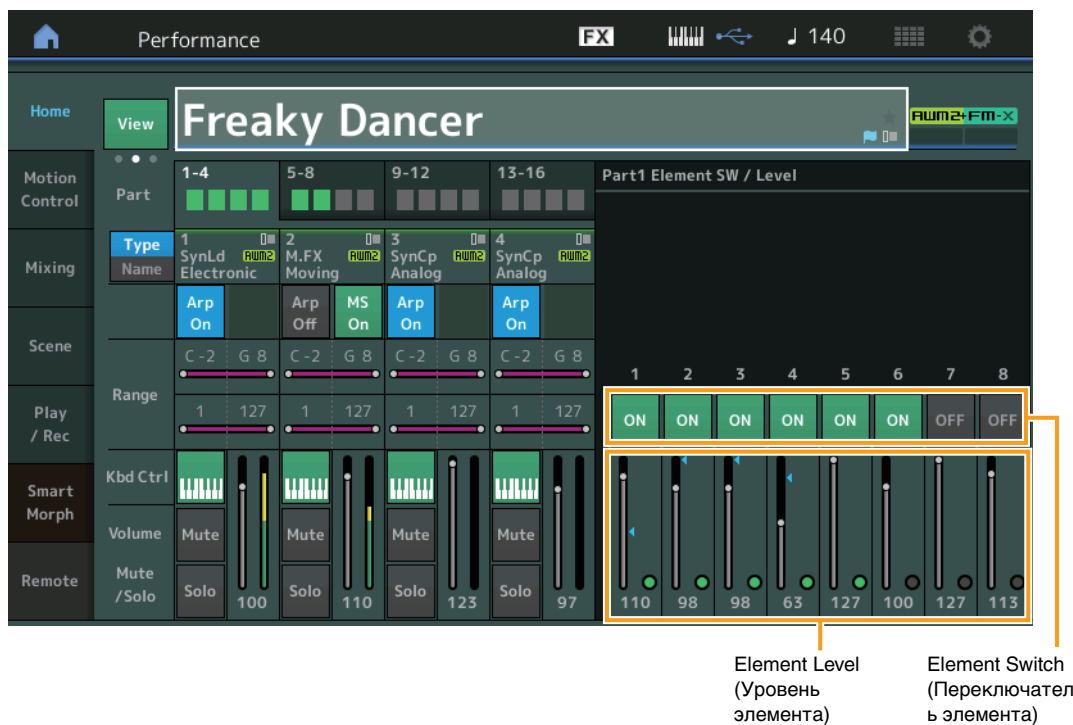 Performance FX 140
Home View Freaky Dancer AWM2+FM-X
Motion Control Part 1-4 5-8 9-12 13-16 Part1 Element SW / Level
Type Name
1 SynLd AWM2 Electronic
2 M.FX AWM2 Moving
3 SynCp AWM2 Analog
4 SynCp AWM2 Analog
Mixing
Arp On Arp Off MS On Arp On Arp On
Scene
C -2 G 8 C -2 G 8 C -2 G 8 C -2 G 8
Range
1 2 3 4 5 6 7 8
1 127 1 127 1 127 1 127
Play / Rec
ON ON ON ON ON ON OFF OFF
Kbd Ctrl
Smart Morph
Volume Mute Mute Mute Mute
Remote
Mute /Solo Solo 100 Solo 110 Solo 123 Solo 97
110 98 98 63 127 100 127 113
Element Level
(Уровень
элемента)
Element Switch
(Переключател
ь элемента)